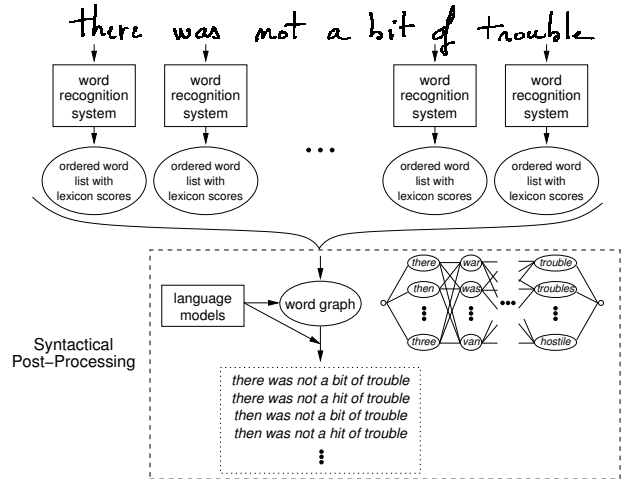 there was not a bit of trouble
word recognition system
word recognition system
word recognition system
word recognition system
ordered word list with lexicon scores
ordered word list with lexicon scores
ordered word list with lexicon scores
ordered word list with lexicon scores
Syntactical Post-Processing
language models
word graph
there war trouble
then was troubles
three van hostile
there was not a bit of trouble
there was not a hit of trouble
then was not a bit of trouble
then was not a hit of trouble